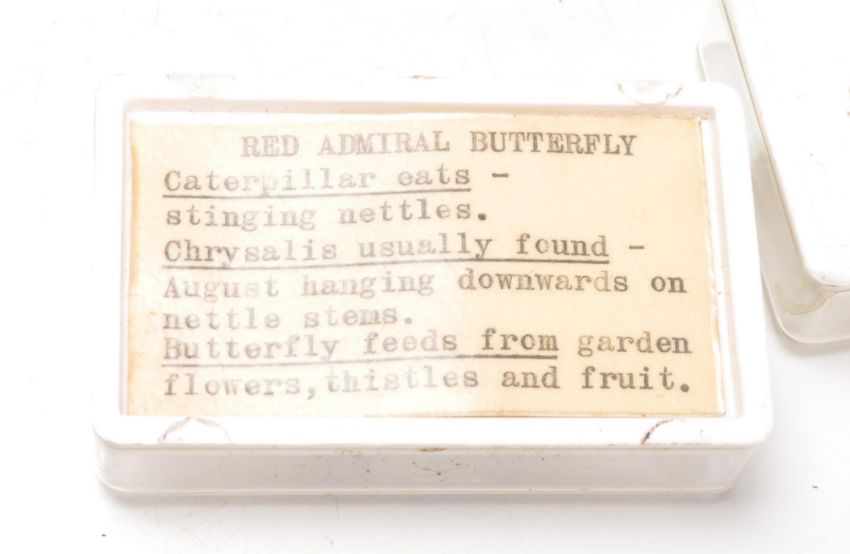 RED ADMIRAL BUTTERFLY
Caterpillar eats -
stinging nettles.
Chrysalis usually found -
August hanging downwards on
nettle stems.
Butterfly feeds from garden
flowers,thistles and fruit.